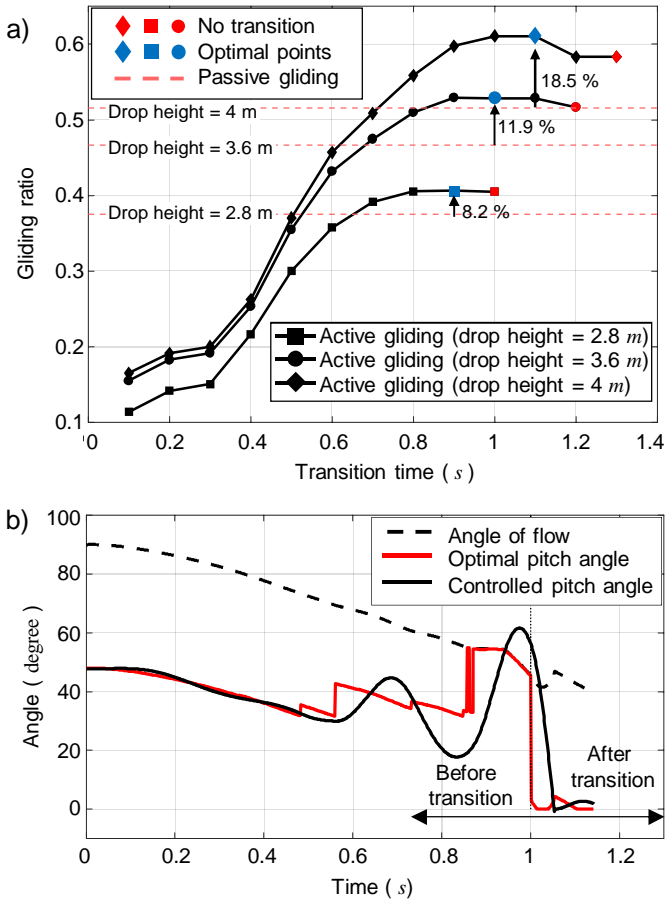 a)
No transition
Optimal points
Passive gliding
Drop height = 4 m
Drop height = 3.6 m
Drop height = 2.8 m
18.5 %
11.9 %
8.2 %
Active gliding (drop height = 2.8 m)
Active gliding (drop height = 3.6 m)
Active gliding (drop height = 4 m)
Gliding ratio
0.6
0.5
0.4
0.3
0.2
0.1
0 0.2 0.4 0.6 0.8 1 1.2 1.4
Transition time ( s )
b)
Angle of flow
Optimal pitch angle
Controlled pitch angle
Before transition
After transition
Angle ( degree )
100
80
60
40
20
0
0 0.2 0.4 0.6 0.8 1 1.2
Time ( s )